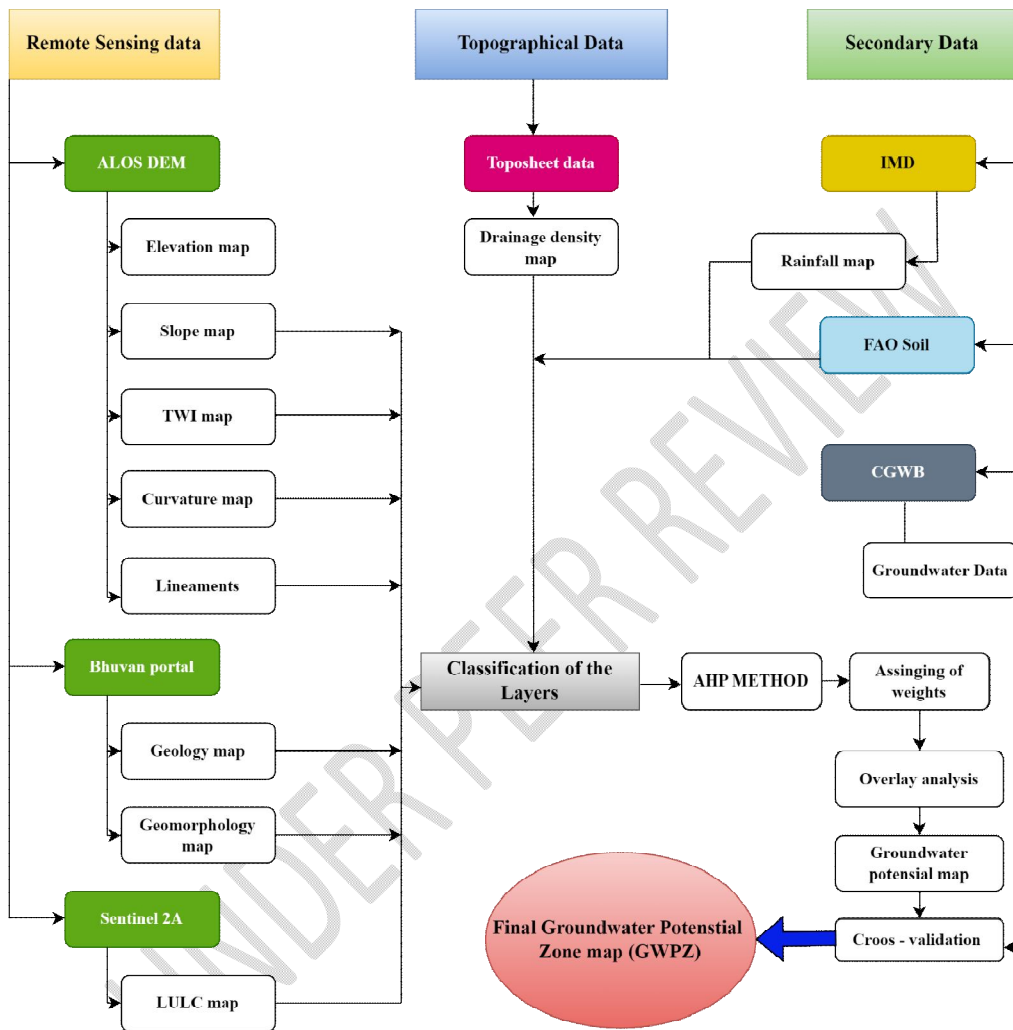 Remote Sensing data
Topographical Data
Secondary Data
ALOS DEM
Toposheet data
IMD
Elevation map
Drainage density
map
Rainfall map
Slope map
FAO Soil
TWI map
CGWB
Curvature map
Groundwater Data
Lineaments
Bhuvan portal
Classification of the
Layers
AHP METHOD
Assinging of
weights
Geology map
Overlay analysis
Geomorphology
map
Groundwater
potensial map
Sentinel 2A
Final Groundwater Potenstial
Zone map (GWPZ)
Croos - validation
LULC map
UNDER PEER REVIEW